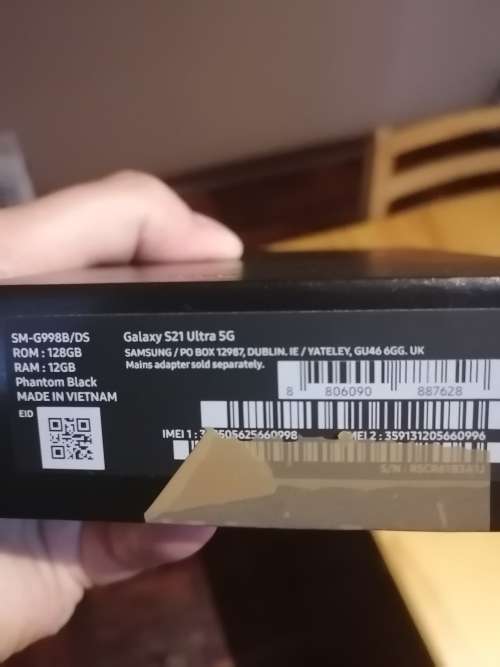 SM-G998B/DS
ROM : 128GB
RAM : 12GB
Phantom Black
MADE IN VIETNAM
EID
Galaxy S21 Ultra 5G
SAMSUNG / PO BOX 12987, DUBLIN. IE / YATELEY, GU46 6GG. UK
Mains adapter sold separately.
8 806090 887628
IMEI 1 :
IMEI 2 : 359131205660996
S/N :